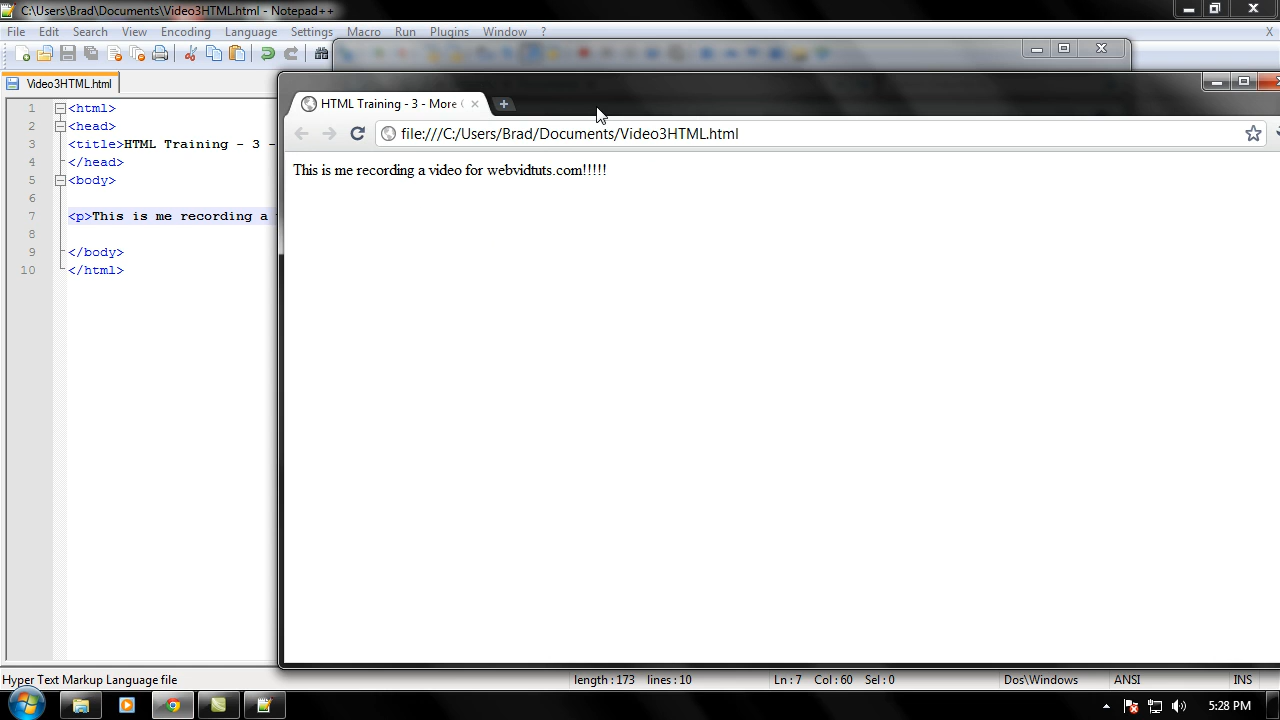 C:\Users\Brad\Documents\Video3HTML.html - Notepad++
File Edit Search View Encoding Language Settings Macro Run Plugins Window ? X
Video3HTML.html
1 <html>
2 <head>
3 <title>HTML Training - 3 -
4 </head>
5 <body>
6
7 <p>This is me recording a
8
9 </body>
10 </html>
HTML Training - 3 - More (
file:///C:/Users/Brad/Documents/Video3HTML.html
This is me recording a video for webvidtuts.com!!!!!
Hyper Text Markup Language file length : 173 lines : 10 Ln : 7 Col : 60 Sel : 0 Dos\Windows ANSI INS
5:28 PM